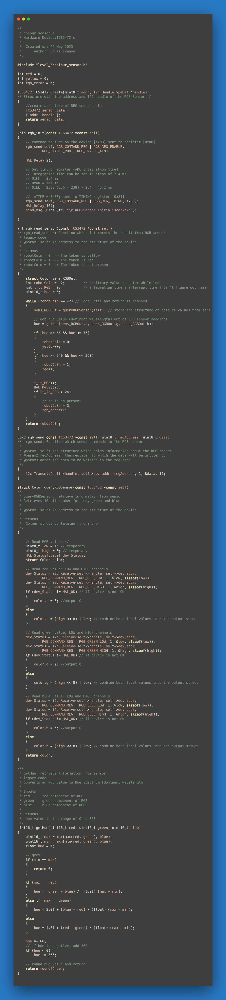 /*
 * colour_sensor.c
 * Hardware Device:TCS3472.c
 *
 *  Created on: 26 May 2023
 *      Author: Boris Ivanov
 */

#include "level_3/colour_sensor.h"

int red = 0;
int yellow = 0;
int rgb_error = 0;

TCS3472 TCS3472_Create(uint8_t addr, I2C_HandleTypeDef *handle)
/* Structure with the address and I2C handle of the RGB Sensor */
{
    //create structure of RBG sensor data
    TCS3472 sensor_data =
    { addr, handle };
    return sensor_data;
}

void rgb_init(const TCS3472 *const self)
{
    // command to turn on the device [0x03] sent to register [0x80]
    rgb_send(self, RGB_COMMAND_REG | RGB_REG_ENABLE,
            RGB_ENABLE_PON | RGB_ENABLE_AEN);

    HAL_Delay(2);

    // Set timing register (ADC integration time)
    // Integration time can be set in steps of 2.4 ms.
    // 0xFF = 2.4 ms
    // 0x00 = 700 ms
    // 0xEE = 238; (256 - 238) * 2.4 = 43.2 ms

    //  ATIME = 0xEE; sent to TIMING register [0x81]
    rgb_send(self, RGB_COMMAND_REG | RGB_REG_TIMING, 0xEE);
    HAL_Delay(10);
    send_msg((uint8_t*) "\r!RGB-Sensor Initialised!\n\r");

}

int rgb_read_sensor(const TCS3472 *const self)
/* rgb_read_sensor: Function which interprets the result from RGB sensor
 * legacy code
 * @param1 self: An address to the structure of the device
 *
 * RETURNS:
 * robotCoin = 0 --> The token is yellow
 * robotCoin = 1 --> The token is red
 * robotCoin = 3 --> The token is not present
 */
{
    struct Color sens_RGBOut;
    int robotCoin = -2;         // arbitrary value to enter while loop
    int t_it_RGB = 0;           // integration time ? interrupt time ? Can't figure out name
    uint16_t hue = 0;

    while (robotCoin == -2) // loop until any return is reached
    {
        sens_RGBOut = queryRGBSensor(self); // store the structure of colours values from sens

        // get hue value (dominant wavelength) out of RGB sensor readings
        hue = getHue(sens_RGBOut.r, sens_RGBOut.g, sens_RGBOut.b);

        if (hue >= 35 && hue <= 75)
        {
            robotCoin = 0;
            yellow++;
        }
        if (hue >= 340 && hue <= 360)
        {
            robotCoin = 1;
            red++;
        }

        t_it_RGB++;
        HAL_Delay(2);
        if (t_it_RGB > 24)
        {
            // no token present
            robotCoin = 3;
            rgb_error++;
        }
    }
    return robotCoin;
}

void rgb_send(const TCS3472 *const self, uint8_t regAddress, uint8_t data)
/*  rgb_send: Function which sends commands to the RGB sensor
 *
 * @param1 self: the structure which holds information about the RGB sensor
 * @param2 regAddress: the register to which the data will be written to
 * @param3 data: the data to be written in the register
 */
{
    i2c_Transmit(self->handle, self->dev_addr, regAddress, 1, &data, 1);
}

struct Color queryRGBSensor(const TCS3472 *const self)
/*
 * queryRGBSensor: retrieve information from sensor
 * Retrieves 16-bit number for red, green and blue
 *
 * @param1 self: An address to the structure of the device
 *
 * Returns:
 *  Colour struct containing r, g and b
 */
{

    /* Read RGB values */
    uint8_t low = 0; // temporary
    uint8_t high = 0; // temporary
    HAL_StatusTypeDef dev_Status;
    struct Color color;

    // Read red value; LOW and HIGH channels
    dev_Status = i2c_Receive(self->handle, self->dev_addr,
            RGB_COMMAND_REG | RGB_RED_LOW, 1, &low, sizeof(low));
    dev_Status = i2c_Receive(self->handle, self->dev_addr,
            RGB_COMMAND_REG | RGB_RED_HIGH, 1, &high, sizeof(high));
    if (dev_Status != HAL_OK) // if device is not OK
    {
        color.r = 0; //output 0
    }
    else
    {
        color.r = (high << 8) | low; // combine both local values into the output struct
    }

    // Read green value; LOW and HIGH channels
    dev_Status = i2c_Receive(self->handle, self->dev_addr,
            RGB_COMMAND_REG | RGB_GREEN_LOW, 1, &low, sizeof(low));
    dev_Status = i2c_Receive(self->handle, self->dev_addr,
            RGB_COMMAND_REG | RGB_GREEN_HIGH, 1, &high, sizeof(high));
    if (dev_Status != HAL_OK) // if device is not OK
    {
        color.g = 0; //output 0
    }
    else
    {
        color.g = (high << 8) | low; // combine both local values into the output struct
    }

    // Read blue value; LOW and HIGH channels
    dev_Status = i2c_Receive(self->handle, self->dev_addr,
            RGB_COMMAND_REG | RGB_BLUE_LOW, 1, &low, sizeof(low));
    dev_Status = i2c_Receive(self->handle, self->dev_addr,
            RGB_COMMAND_REG | RGB_BLUE_HIGH, 1, &high, sizeof(high));
    if (dev_Status != HAL_OK) // if device is not OK
    {
        color.b = 0; //output 0
    }
    else
    {
        color.b = (high << 8) | low; // combine both local values into the output struct
    }
    return color;
}

/**
 * getHue: retrieve information from sensor
 * legacy code
 * Converts an RGB value to Hue spectrum (dominant wavelength)
 *
 * Inputs:
 * red:     red component of RGB
 * green:   green component of RGB
 * blue:    blue component of RGB
 *
 * Returns:
 *  hue value in the range of 0 to 360
 */
uint16_t getHue(uint16_t red, uint16_t green, uint16_t blue)
{
    uint16_t max = max(max(red, green), blue);
    uint16_t min = min(min(red, green), blue);
    float hue = 0;

    // grey:
    if (min == max)
    {
        return 0;
    }

    if (max == red)
    {
        hue = (green - blue) / (float) (max - min);
    }
    else if (max == green)
    {
        hue = 2.0f + (blue - red) / (float) (max - min);
    }
    else
    {
        hue = 4.0f + (red - green) / (float) (max - min);
    }

    hue *= 60;
    // if hue is negative, add 360
    if (hue < 0)
        hue += 360;

    // round hue value and return
    return roundf(hue);
}